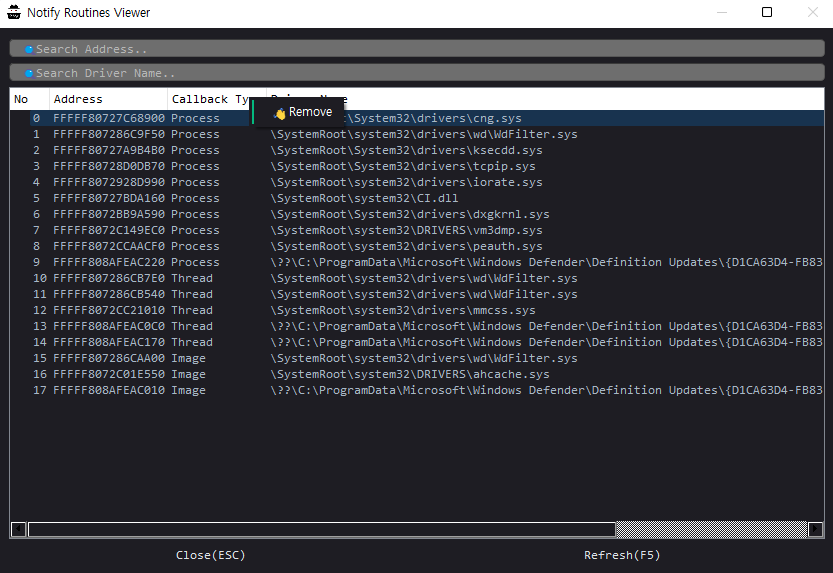 Notify Routines Viewer
Search Address..
Search Driver Name..
No Address Callback Ty
Remove
0 FFFFF80727C68900 Process \System32\drivers\cng.sys
1 FFFFF807286C9F50 Process \SystemRoot\system32\drivers\wd\WdFilter.sys
2 FFFFF80727A9B4B0 Process \SystemRoot\System32\drivers\ksecdd.sys
3 FFFFF80728D0DB70 Process \SystemRoot\System32\drivers\tcpip.sys
4 FFFFF8072928D990 Process \SystemRoot\system32\drivers\iorate.sys
5 FFFFF80727BDA160 Process \SystemRoot\system32\CI.dll
6 FFFFF8072BB9A590 Process \SystemRoot\System32\drivers\dxgkrnl.sys
7 FFFFF8072C149EC0 Process \SystemRoot\system32\DRIVERS\vm3dmp.sys
8 FFFFF8072CCAACF0 Process \SystemRoot\system32\drivers\peauth.sys
9 FFFFF808AFEAC220 Process \??\C:\ProgramData\Microsoft\Windows Defender\Definition Updates\{D1CA63D4-FB83
10 FFFFF807286CB7E0 Thread \SystemRoot\system32\drivers\wd\WdFilter.sys
11 FFFFF807286CB540 Thread \SystemRoot\system32\drivers\wd\WdFilter.sys
12 FFFFF8072CC21010 Thread \SystemRoot\system32\drivers\mmcss.sys
13 FFFFF808AFEAC0C0 Thread \??\C:\ProgramData\Microsoft\Windows Defender\Definition Updates\{D1CA63D4-FB83
14 FFFFF808AFEAC170 Thread \??\C:\ProgramData\Microsoft\Windows Defender\Definition Updates\{D1CA63D4-FB83
15 FFFFF807286CAA00 Image \SystemRoot\system32\drivers\wd\WdFilter.sys
16 FFFFF8072C01E550 Image \SystemRoot\system32\DRIVERS\ahcache.sys
17 FFFFF808AFEAC010 Image \??\C:\ProgramData\Microsoft\Windows Defender\Definition Updates\{D1CA63D4-FB83
Close(ESC) Refresh(F5)